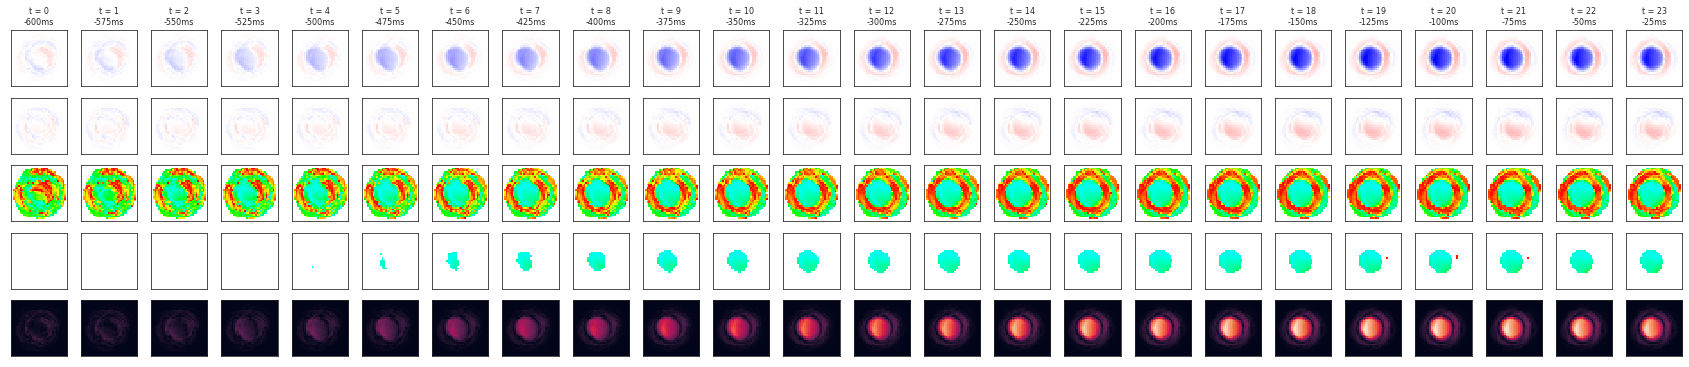 t = 0 t = 1 t = 2 t = 3 t = 4 t = 5 t = 6 t = 7 t = 8 t = 9 t = 10 t = 11 t = 12 t = 13 t = 14 t = 15 t = 16 t = 17 t = 18 t = 19 t = 20 t = 21 t = 22 t = 23
-600ms -575ms -550ms -525ms -500ms -475ms -450ms -425ms -400ms -375ms -350ms -325ms -300ms -275ms -250ms -225ms -200ms -175ms -150ms -125ms -100ms -75ms -50ms -25ms